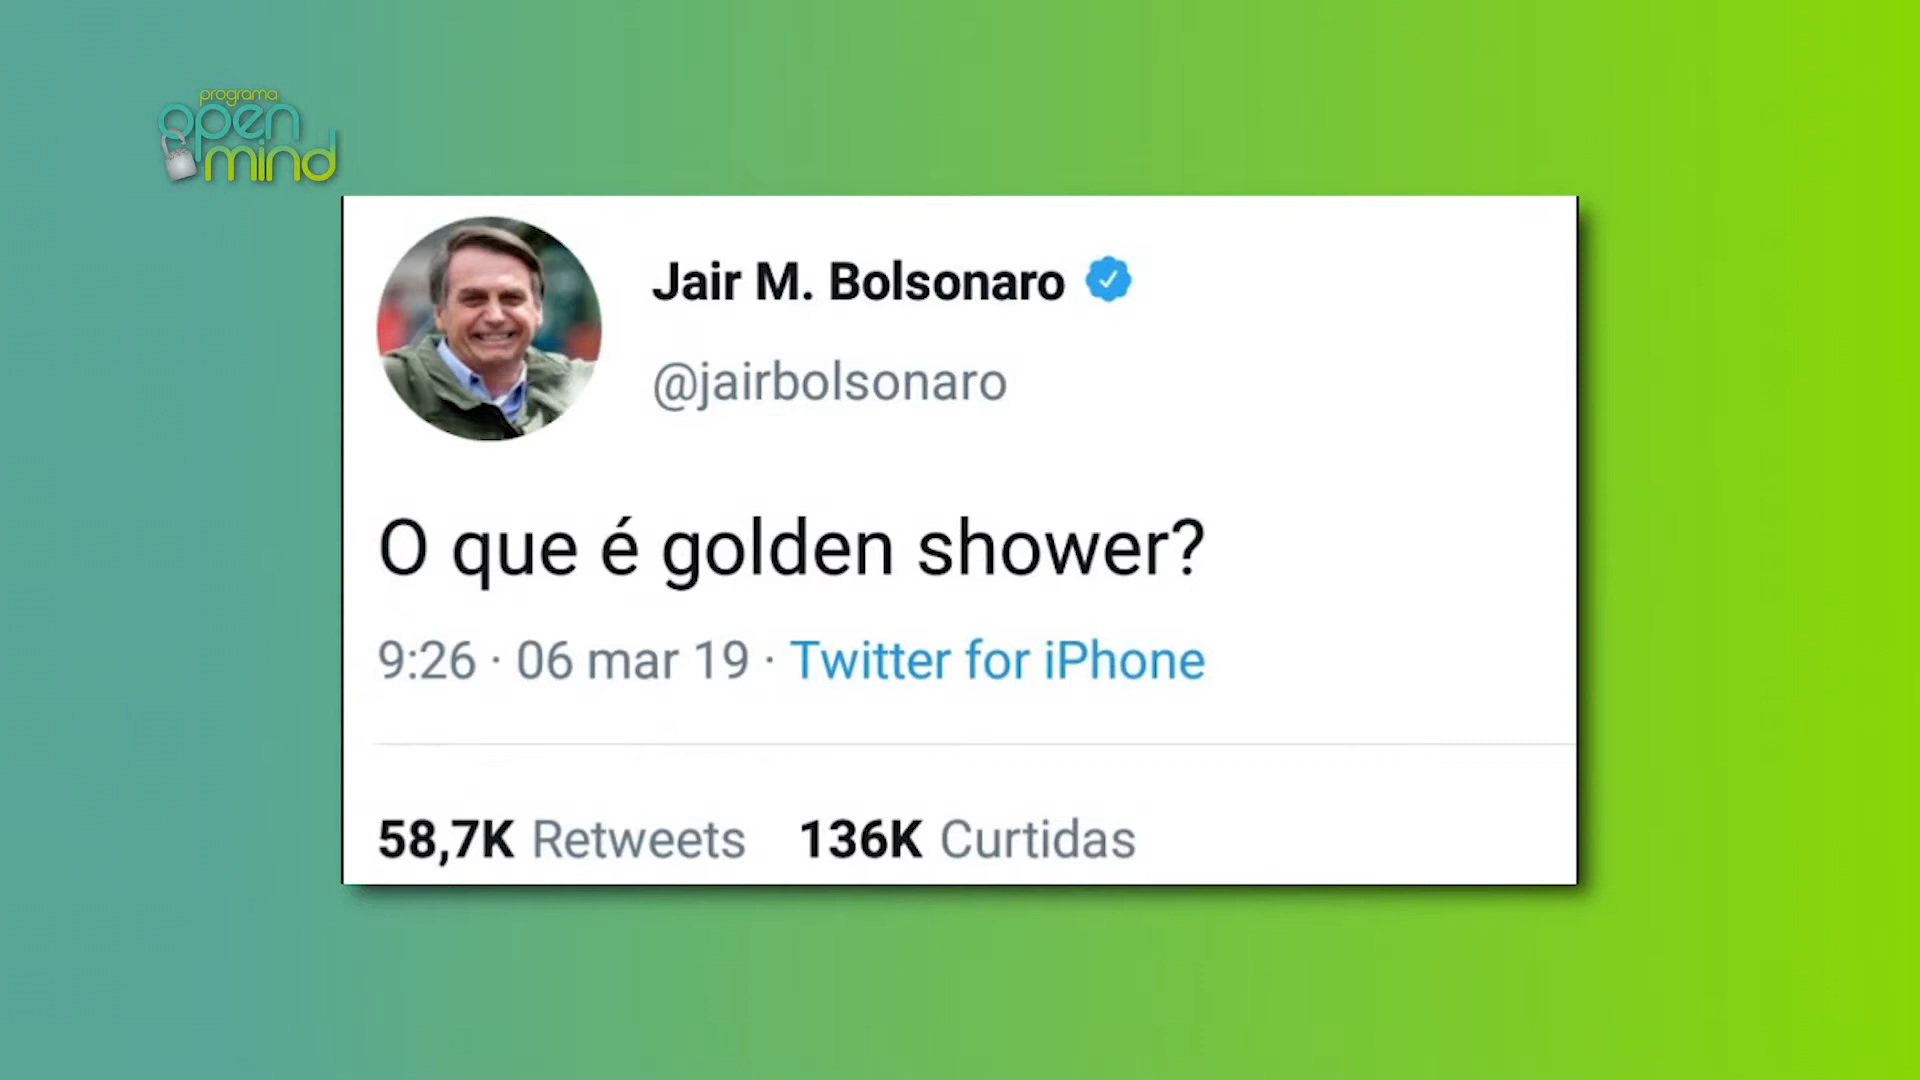 programa
open
mind
Jair M. Bolsonaro
@jairbolsonaro
O que é golden shower?
9:26 · 06 mar 19 · Twitter for iPhone
58,7K Retweets 136K Curtidas